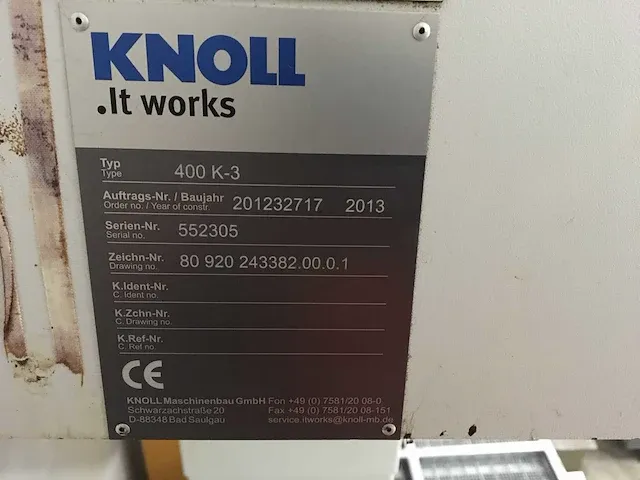 KNOLL
.It works
Typ
Type
400 K-3
Auftrags-Nr. / Baujahr
Order no. / Year of constr.
201232717 2013
Serien-Nr.
Serial no.
552305
Zeichn-Nr.
Drawing no.
80 920 243382.00.0.1
K.Ident-Nr.
C. Ident no.
K.Zchn-Nr.
C. Drawing no.
K.Ref-Nr.
C. Ref no.
CE
KNOLL Maschinenbau GmbH Fon +49 (0) 7581/20 08-0
Schwarzachstraße 20 Fax +49 (0) 7581/20 08-151
D-88348 Bad Saulgau service.itworks@knoll-mb.de